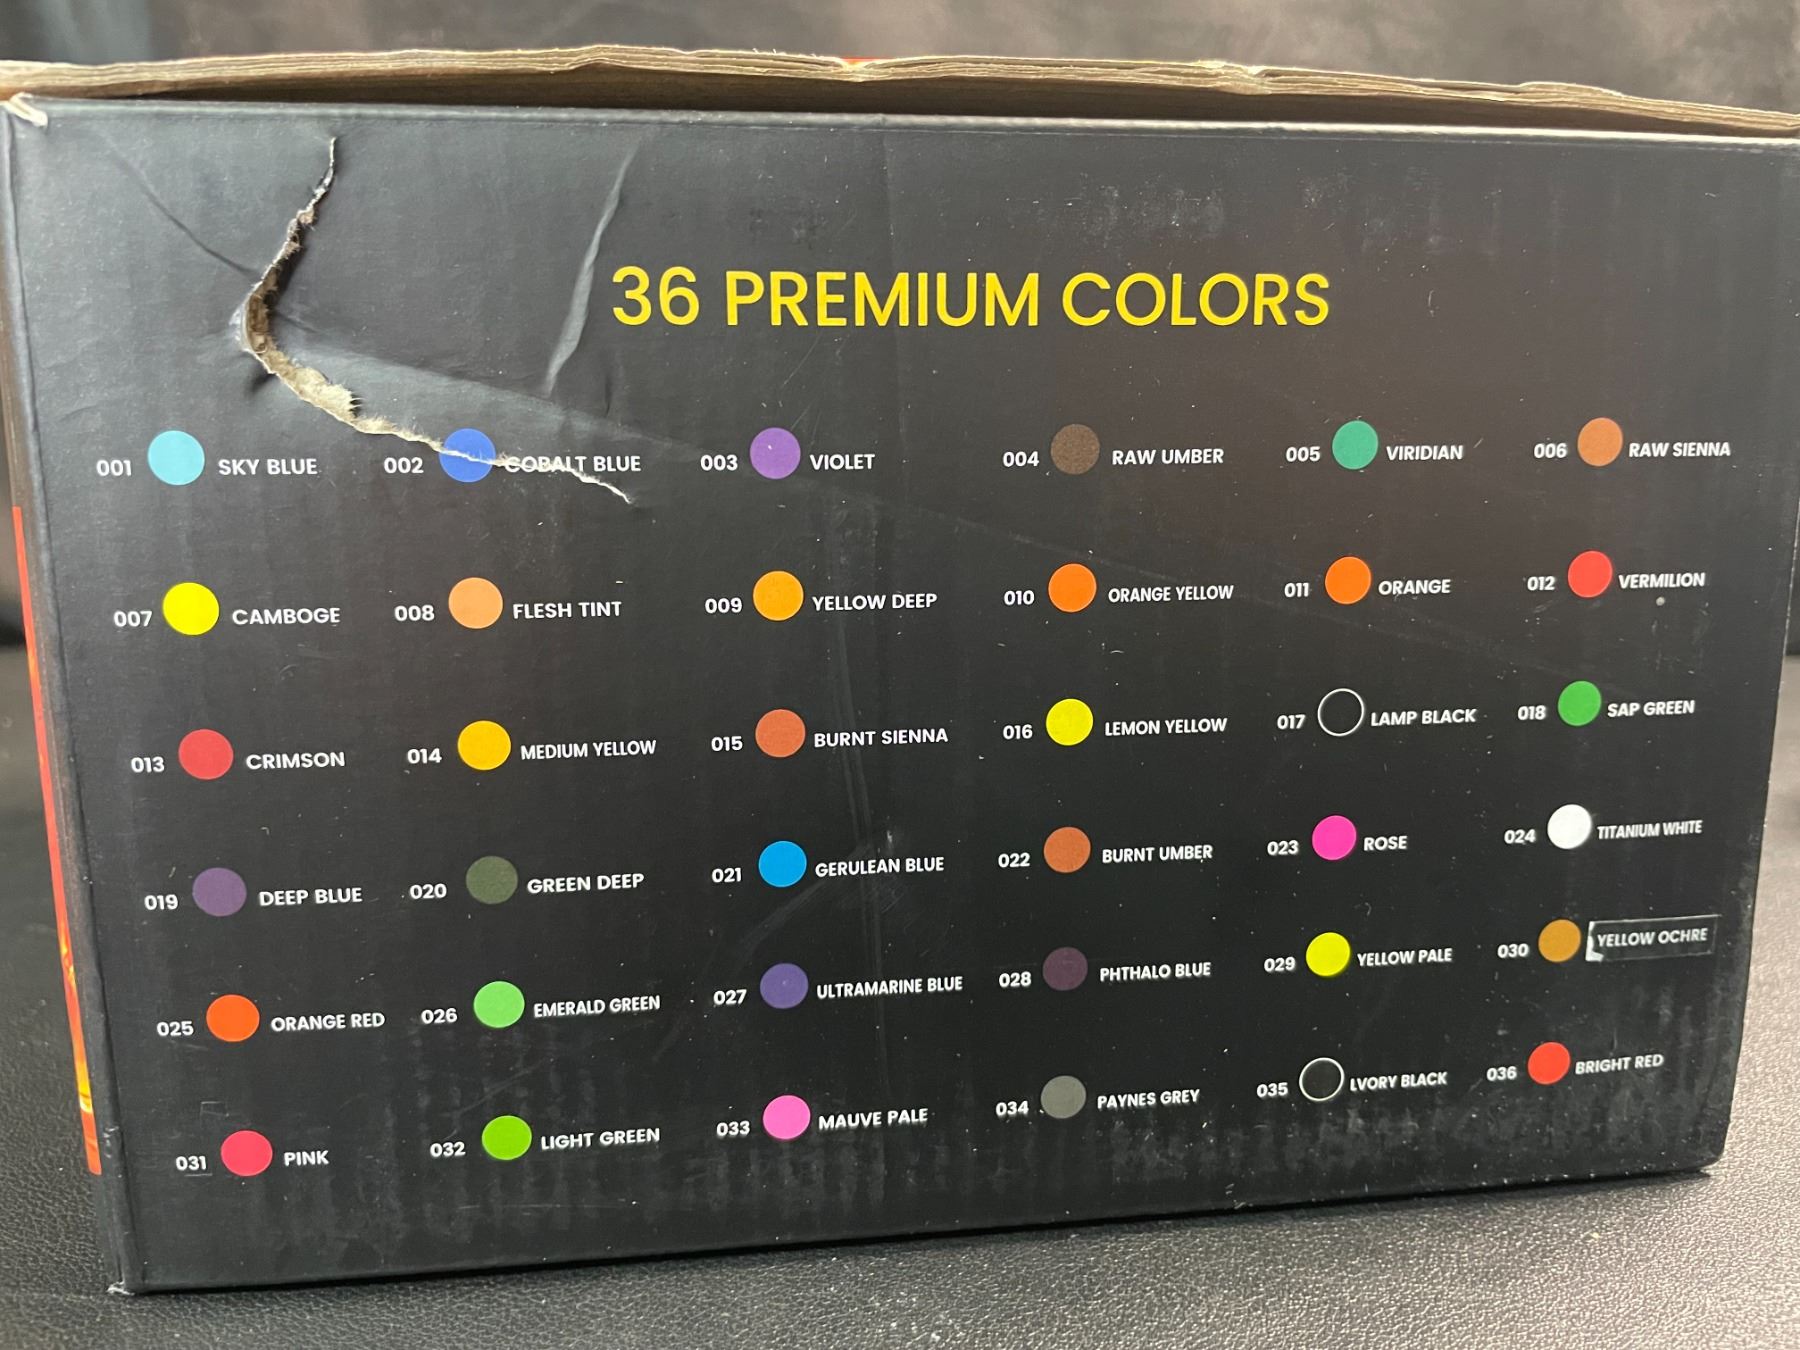 36 PREMIUM COLORS
001 SKY BLUE 002 COBALT BLUE 003 VIOLET 004 RAW UMBER 005 VIRIDIAN 006 RAW SIENNA
007 CAMBOGE 008 FLESH TINT 009 YELLOW DEEP 010 ORANGE YELLOW 011 ORANGE 012 VERMILION
013 CRIMSON 014 MEDIUM YELLOW 015 BURNT SIENNA 016 LEMON YELLOW 017 LAMP BLACK 018 SAP GREEN
019 DEEP BLUE 020 GREEN DEEP 021 GERULEAN BLUE 022 BURNT UMBER 023 ROSE 024 TITANIUM WHITE
025 ORANGE RED 026 EMERALD GREEN 027 ULTRAMARINE BLUE 028 PHTHALO BLUE 029 YELLOW PALE 030 YELLOW OCHRE
031 PINK 032 LIGHT GREEN 033 MAUVE PALE 034 PAYNES GREY 035 LVORY BLACK 036 BRIGHT RED